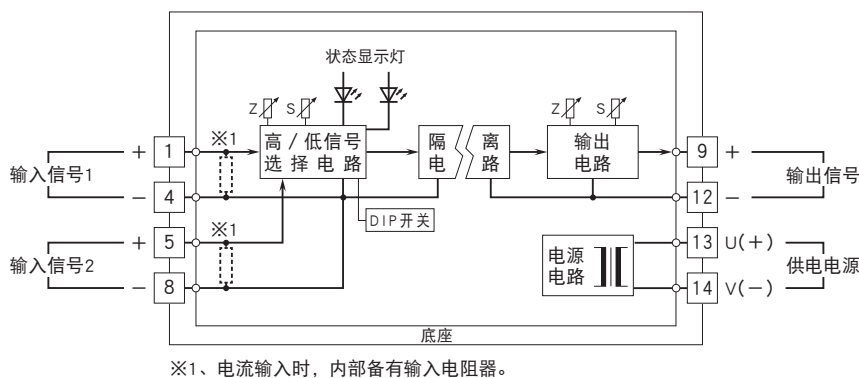 状态显示灯
Z S
Z S
※1
高/低信号
选择电路
隔 离
电 路
输出
电路
输入信号1
+ 1
− 4
9 +
12 −
输出信号
DIP开关
※1
输入信号2
+ 5
− 8
电源
电路
13 U(+)
14 V(−)
供电电源
底座
※1、电流输入时，内部备有输入电阻器。